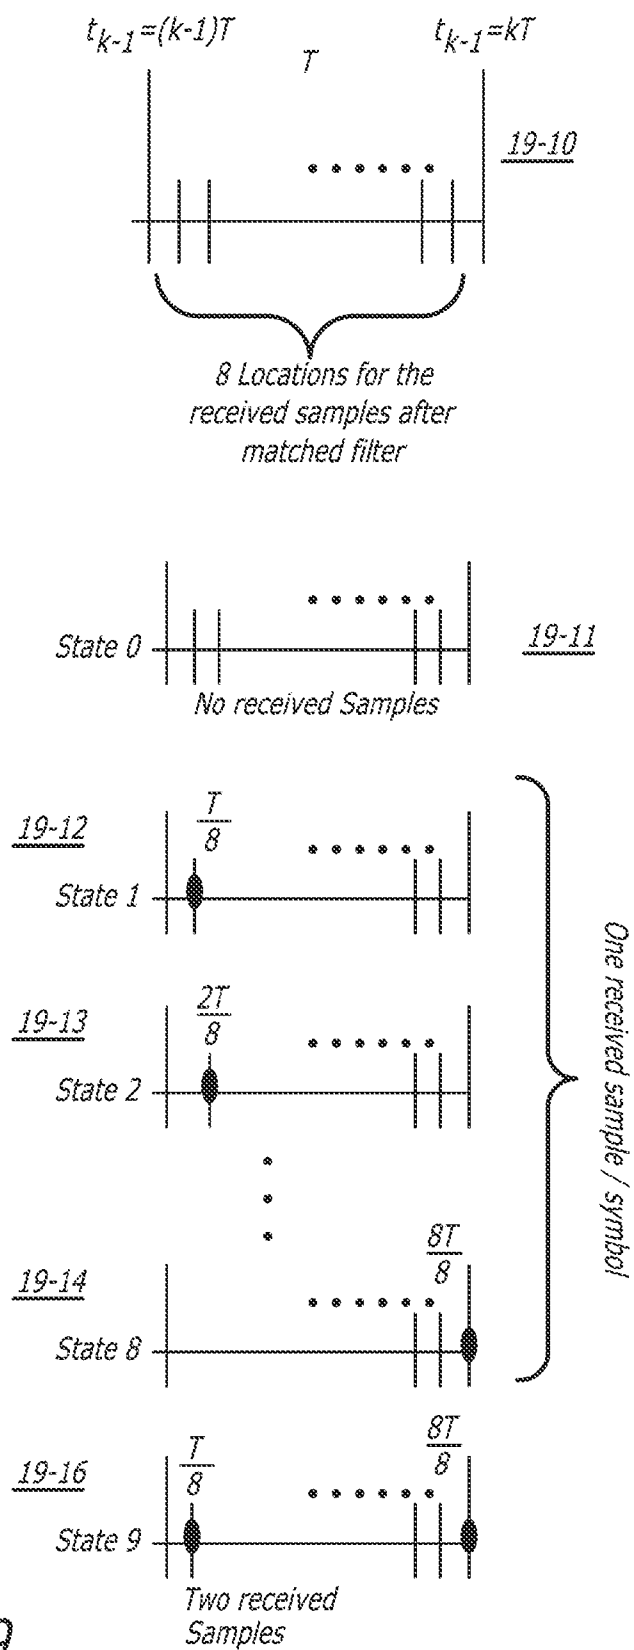 t k-1 =(k-1)T
t k-1 =kT
T
19-10
8 Locations for the
received samples after
matched filter
State 0
19-11
No received Samples
19-12
T
8
State 1
19-13
2T
8
State 2
One received sample / symbol
19-14
8T
8
State 8
19-16
T
8
8T
8
State 9
Two received
Samples